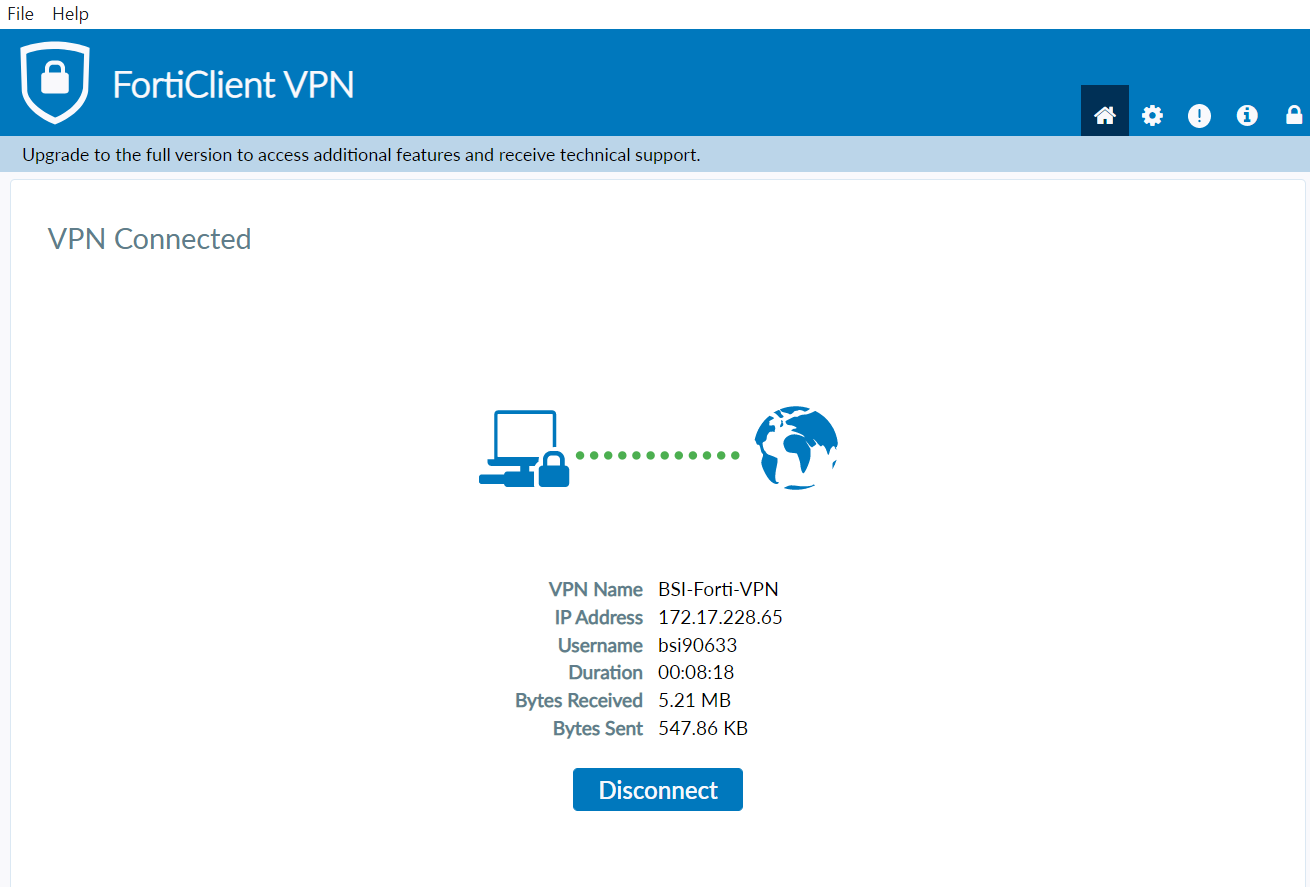 File Help
FortiClient VPN
Upgrade to the full version to access additional features and receive technical support.
VPN Connected
VPN Name BSI-Forti-VPN
IP Address 172.17.228.65
Username bsi90633
Duration 00:08:18
Bytes Received 5.21 MB
Bytes Sent 547.86 KB
Disconnect